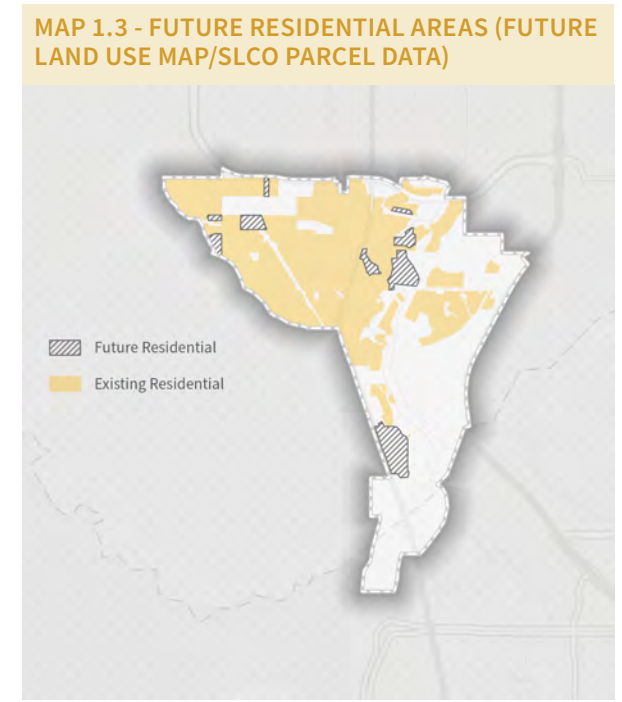 MAP 1.3 - FUTURE RESIDENTIAL AREAS (FUTURE
LAND USE MAP/SLCO PARCEL DATA)
Future Residential
Existing Residential